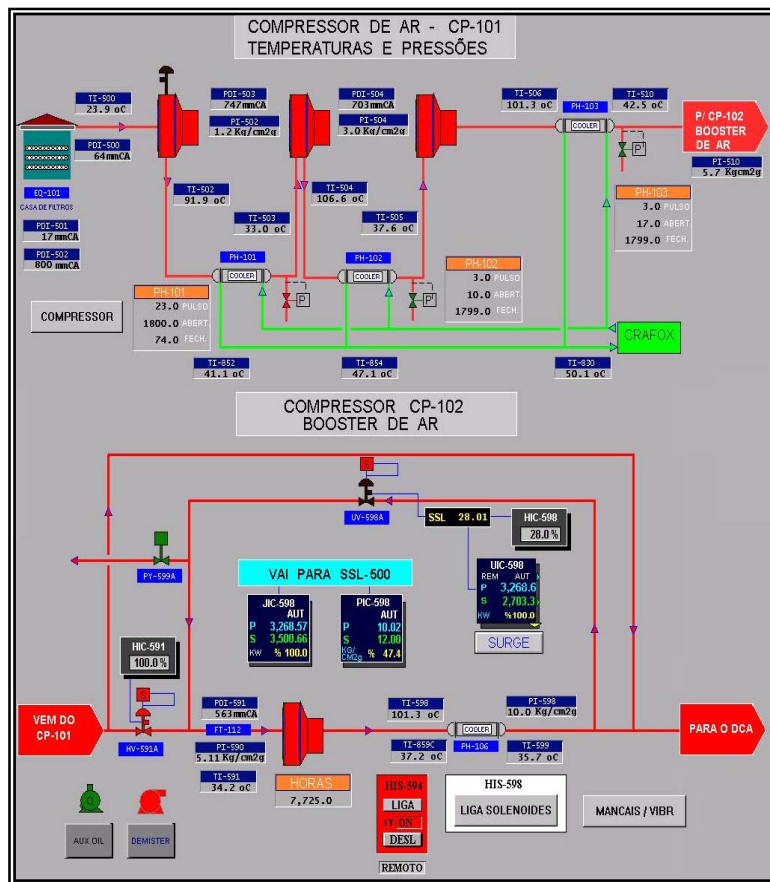 COMPRESSOR DE AR - CP-101
TEMPERATURAS E PRESSÕES
TI-500
23.9 oC
PDI-503
747mmCA
PDI-504
703mmCA
TI-506
101.3 oC
PH-103
TI-510
42.5 oC
PI-502
1.2 Kg/cm2g
PI-504
3.0 Kg/cm2g
COOLER
P/ CP-102
BOOSTER
DE AR
PDI-500
64mmCA
P
PI-510
5.7 Kgcm2g
EQ-101
CASA DE FILTROS
TI-502
91.9 oC
TI-504
106.6 oC
TI-503
33.0 oC
TI-505
37.6 oC
PH-103
3.0 PULSO
17.0 ABERT.
1799.0 FECH.
PDI-501
17mmCA
PDI-502
800 mmCA
PH-101
COOLER
PH-102
COOLER
PH-102
3.0 PULSO
10.0 ABERT.
1799.0 FECH.
PH-101
23.0 PULSO
1800.0 ABERT.
74.0 FECH.
P
P
COMPRESSOR
CRAFOX
TI-852
41.1 oC
TI-854
47.1 oC
TI-830
50.1 oC
COMPRESSOR CP-102
BOOSTER DE AR
S
UV-598A
SSL 28.01
HIC-598
28.0 %
PY-599A
VAI PARA SSL-500
UIC-598
REM AUT
P 3,268.6
S 2,703.3
KW %100.0
JIC-598
AUT
P 3,268.57
S 3,500.66
KW % 100.0
PIC-598
AUT
P 10.02
S 12.00
KG/CM2g % 47.4
SURGE
HIC-591
100.0 %
S
VEM DO
CP-101
HV-591A
PDI-591
563mmCA
FT-112
PI-590
5.11 Kg/cm2g
TI-591
34.2 oC
TI-598
101.3 oC
PI-598
10.0 Kg/cm2g
COOLER
TI-859C
37.2 oC
PH-106
TI-599
35.7 oC
PARA O DCA
HORAS
7,725.0
HIS-594
LIGA
ST ON
DESL
REMOTO
HIS-598
LIGA SOLENOIDES
MANCAIS / VIBR
AUX OIL
DEMISTER